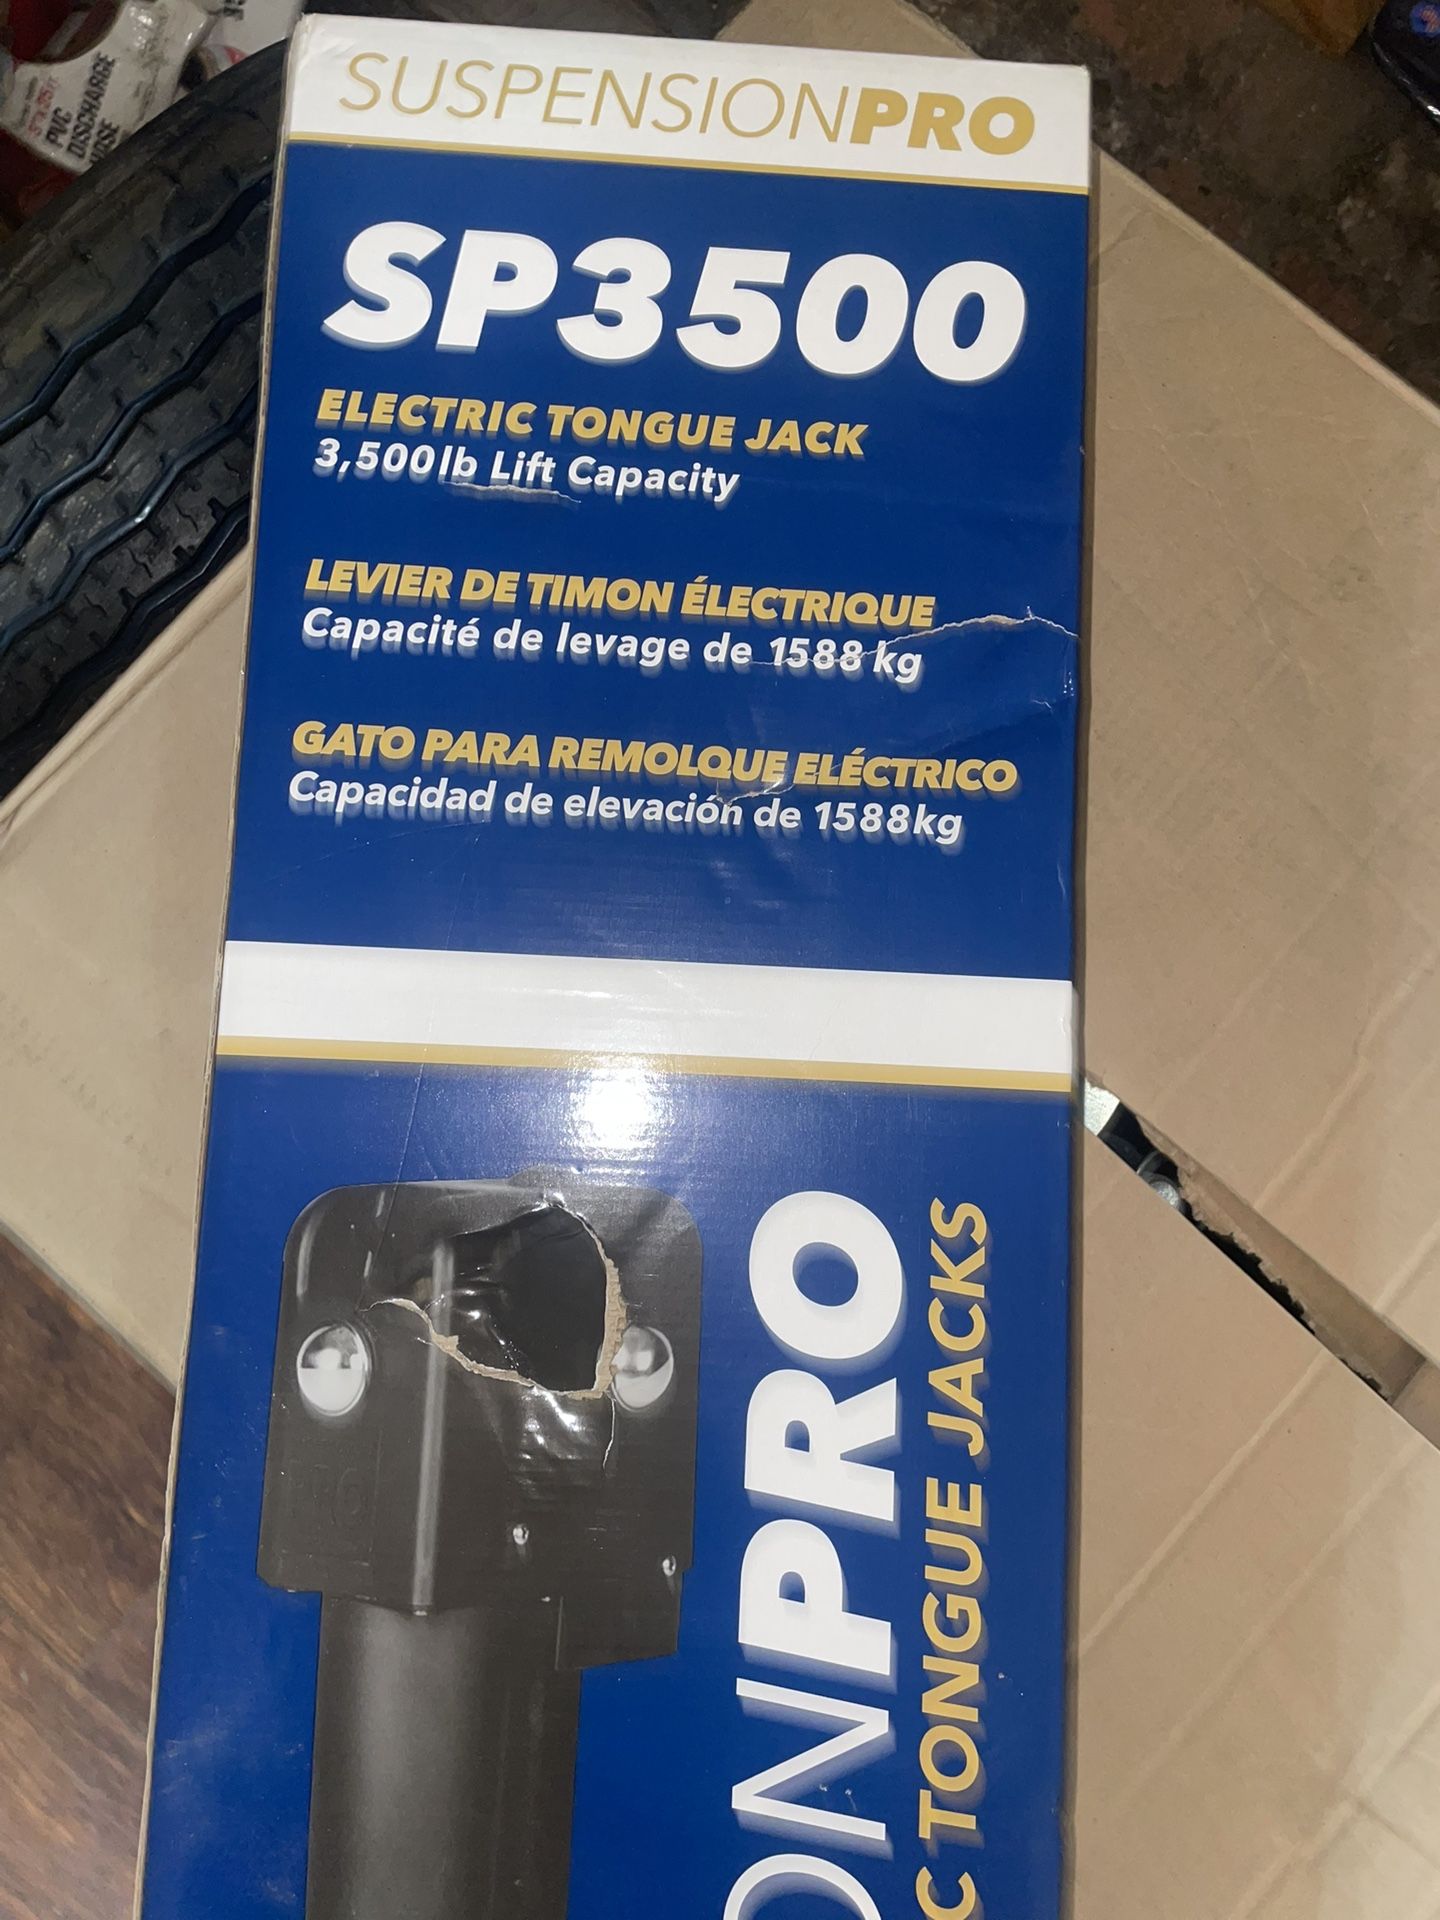 PVC
DISCHARGE
SUSPENSIONPRO
SP3500
ELECTRIC TONGUE JACK
3,500lb Lift Capacity
LEVIER DE TIMON ÉLECTRIQUE
Capacité de levage de 1588 kg
GATO PARA REMOLQUE ELÉCTRICO
Capacidad de elevación de 1588kg
ONPRO
C TONGUE JACKS